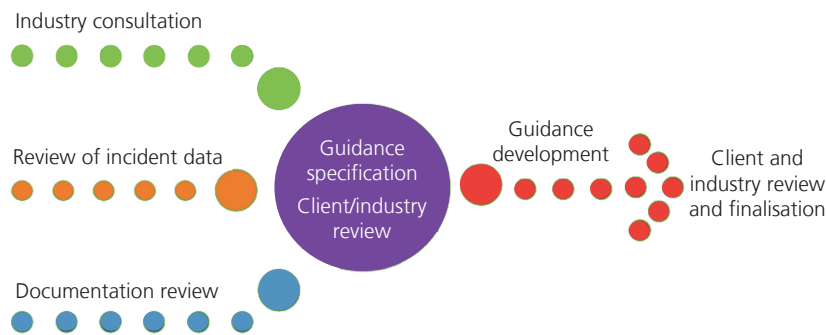 Industry consultation
Review of incident data
Documentation review
Guidance
specification
Client/industry
review
Guidance
development
Client and
industry review
and finalisation